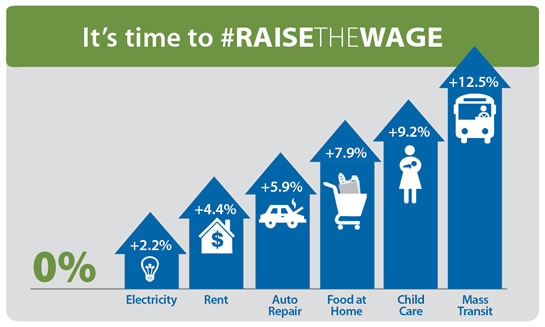 It's time to #RAISETHEWAGE
+12.5%
+9.2%
+7.9%
+5.9%
+4.4%
+2.2%
$
0%
Electricity
Rent
Auto
Repair
Food at
Home
Child
Care
Mass
Transit